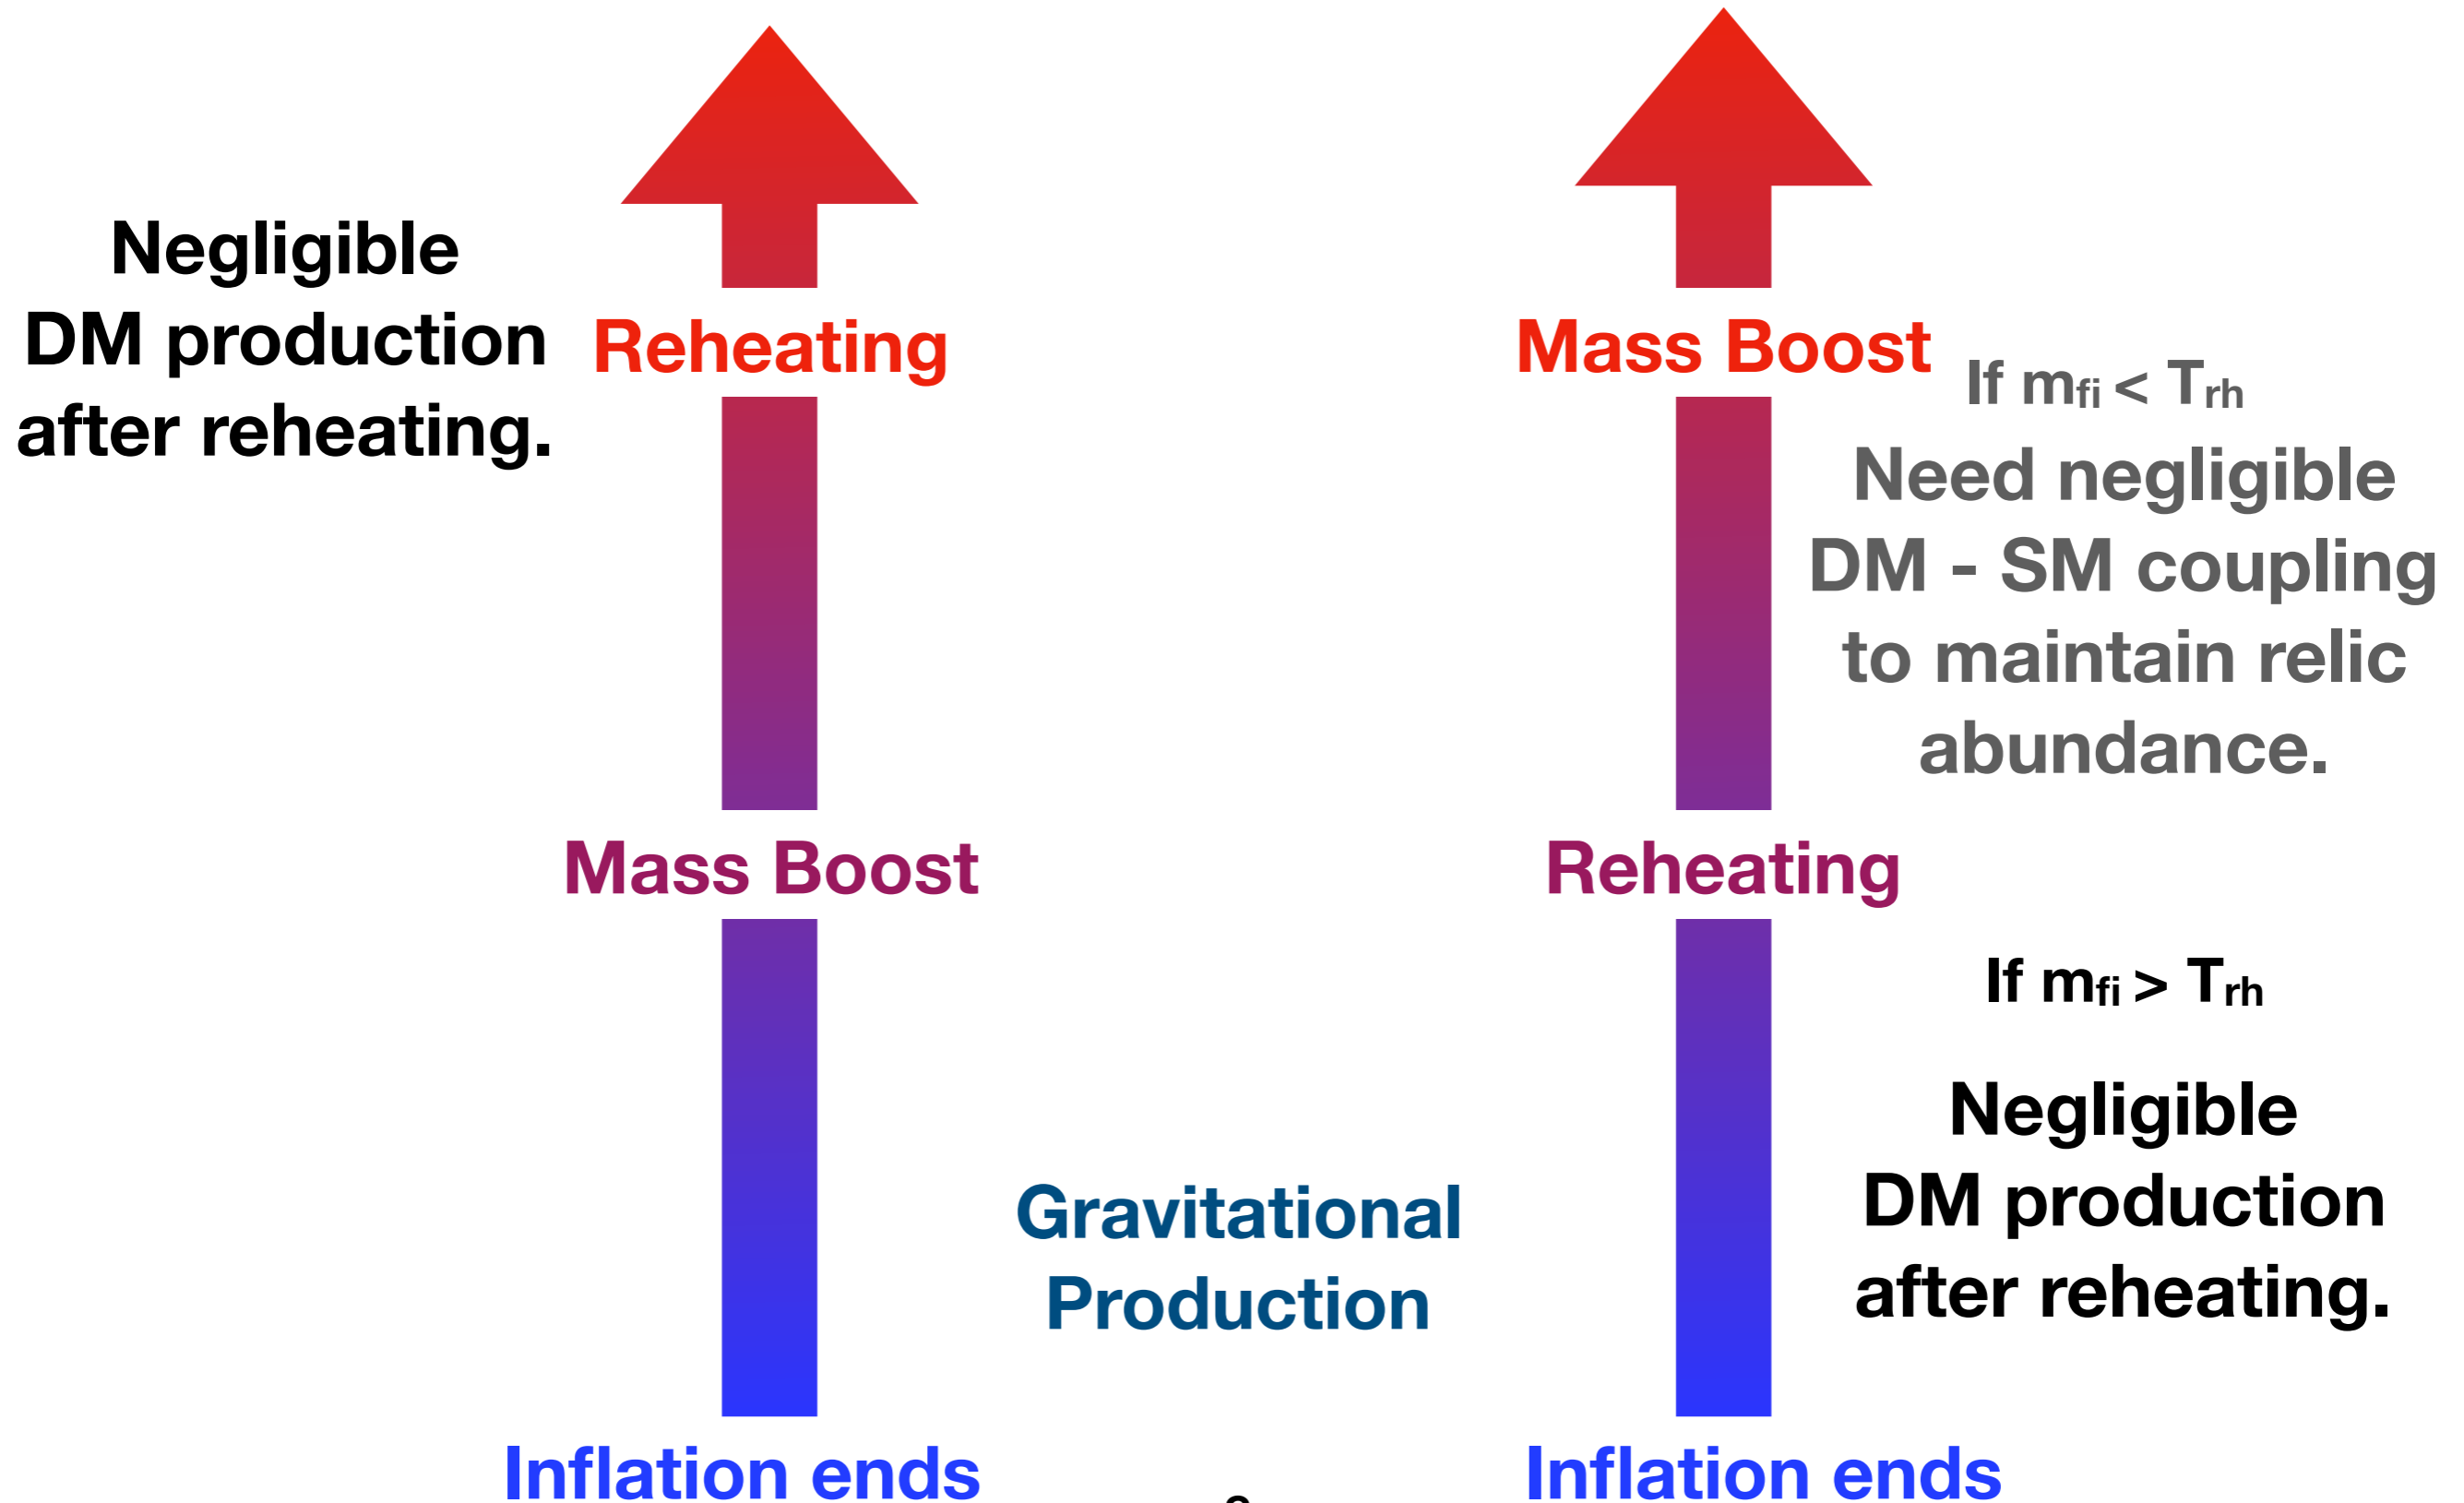 Negligible
DM production
after reheating.
Reheating
Mass Boost
Inflation ends
Gravitational
Production
Mass Boost
If mfi < Trh
Need negligible
DM - SM coupling
to maintain relic
abundance.
Reheating
If mfi > Trh
Negligible
DM production
after reheating.
Inflation ends